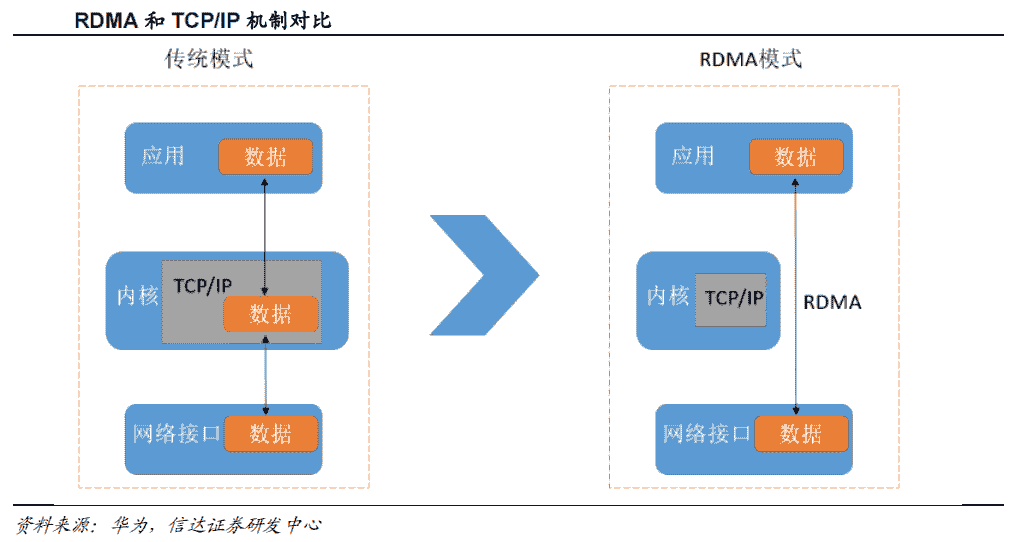 RDMA 和 TCP/IP 机制对比
传统模式
应用
数据
内核
TCP/IP
数据
网络接口
数据
RDMA模式
应用
数据
内核
TCP/IP
RDMA
网络接口
数据
资料来源：华为，信达证券研发中心